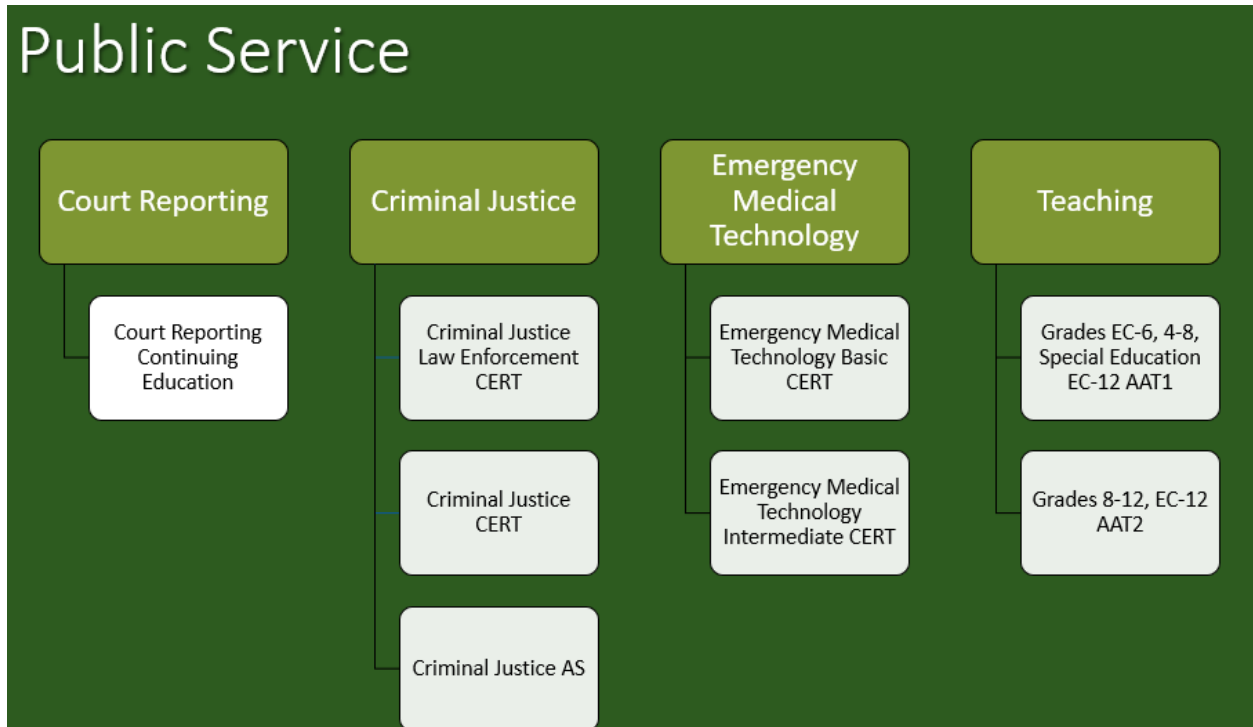 Public Service
Court Reporting
Court Reporting
Continuing
Education
Criminal Justice
Criminal Justice
Law Enforcement
CERT
Criminal Justice
CERT
Criminal Justice AS
Emergency
Medical
Technology
Emergency Medical
Technology Basic
CERT
Emergency Medical
Technology
Intermediate CERT
Teaching
Grades EC-6, 4-8,
Special Education
EC-12 AAT1
Grades 8-12, EC-12
AAT2